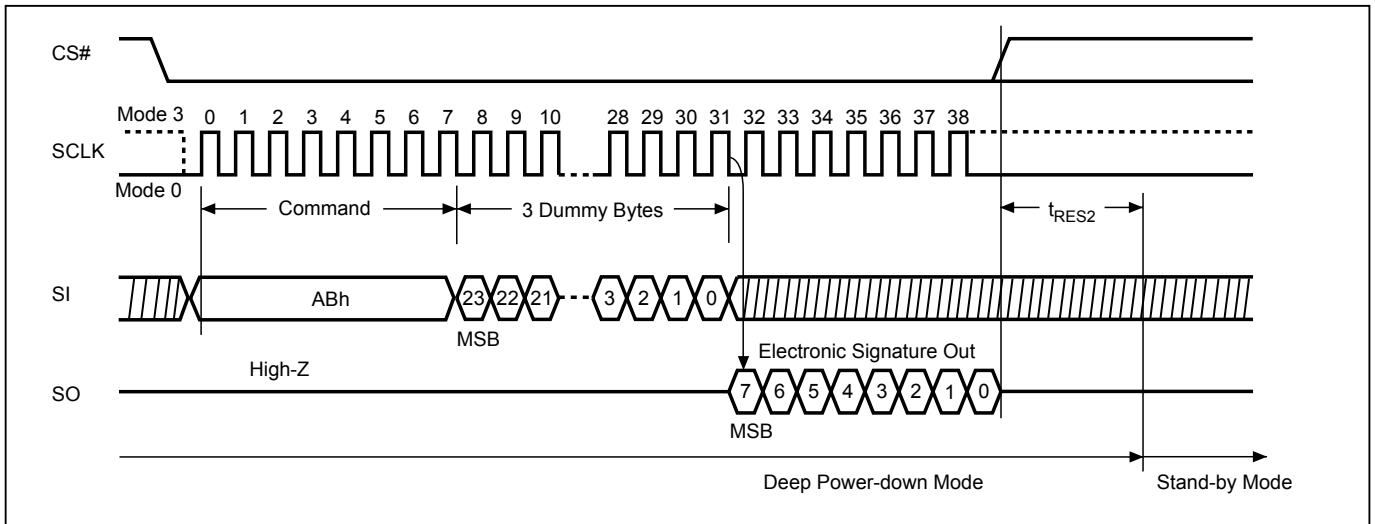 CS#
Mode 3 0 1 2 3 4 5 6 7 8 9 10 28 29 30 31 32 33 34 35 36 37 38
SCLK
Mode 0
Command 3 Dummy Bytes tRES2
SI ABh 23 22 21 3 2 1 0
MSB
High-Z Electronic Signature Out
SO 7 6 5 4 3 2 1 0
MSB
Deep Power-down Mode Stand-by Mode